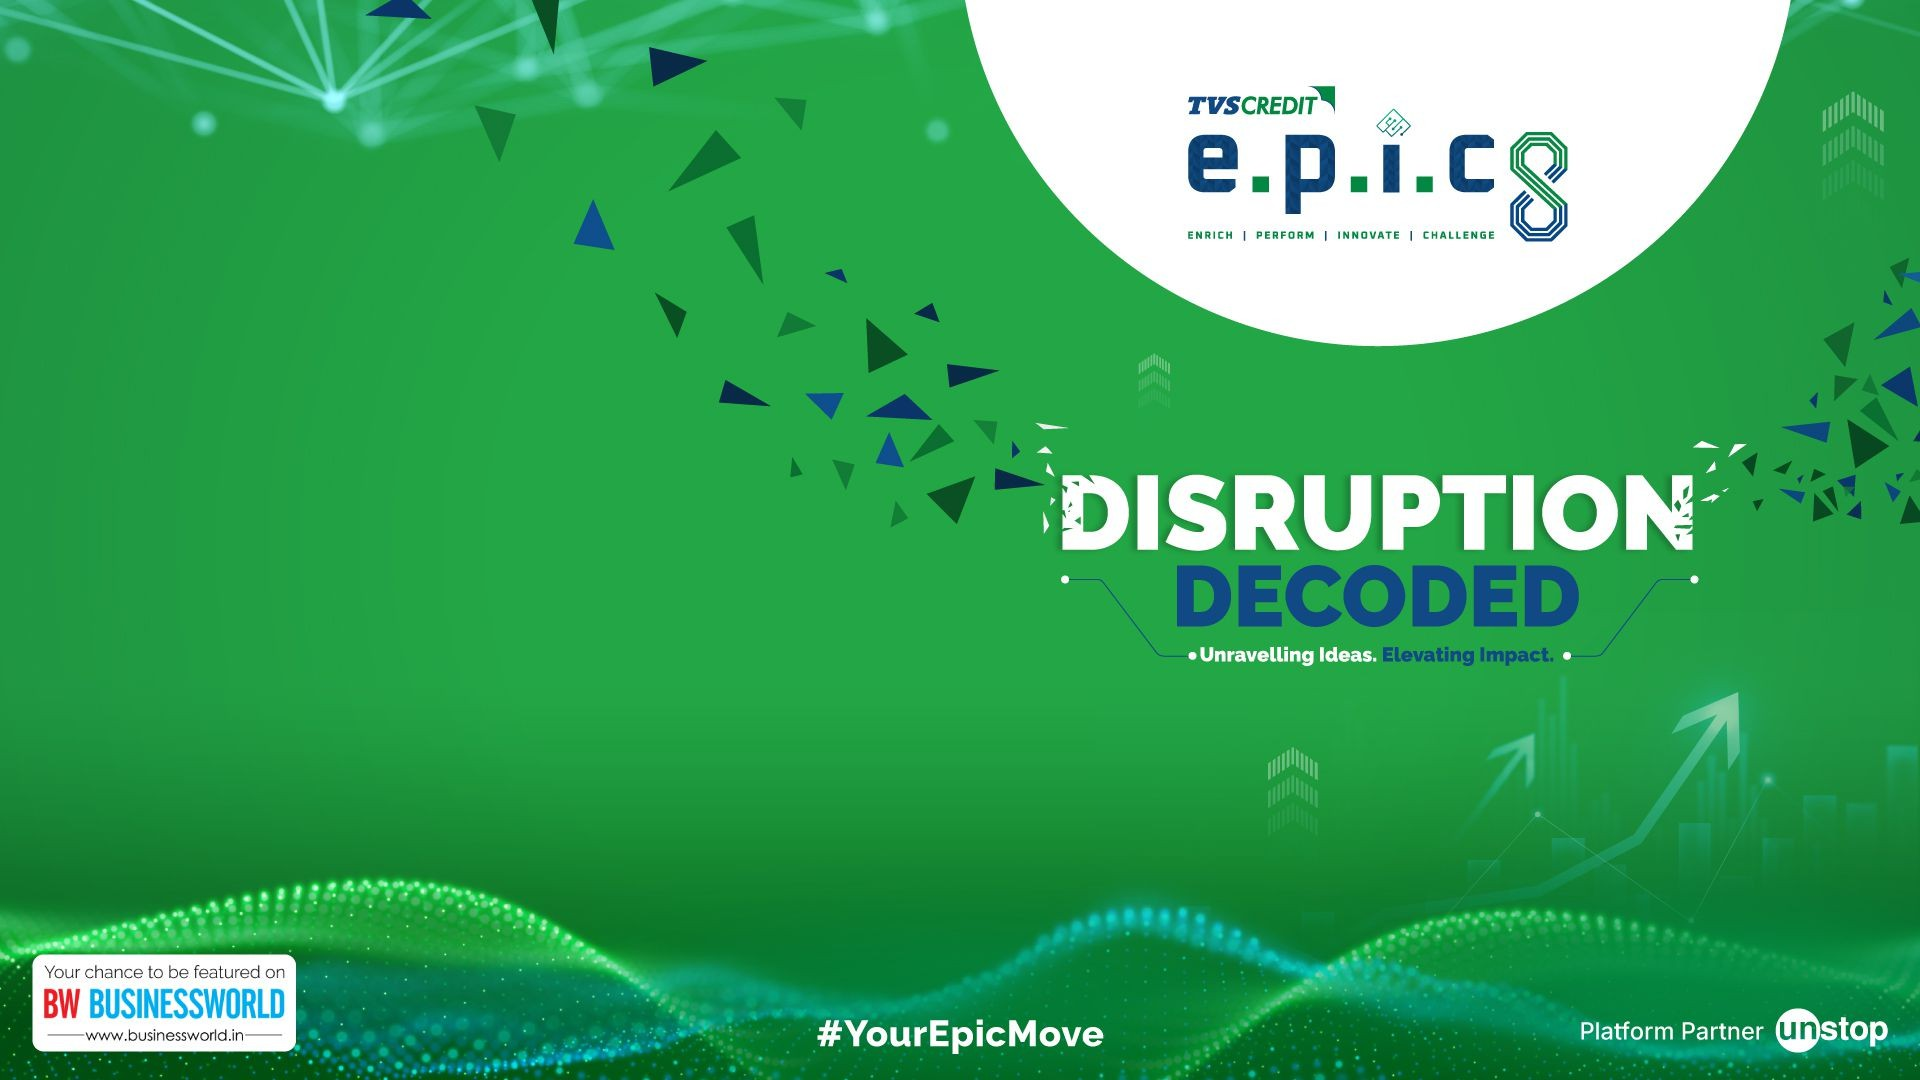 TVS CREDIT
e.p.i.c 8
ENRICH | PERFORM | INNOVATE | CHALLENGE
DISRUPTION
DECODED
Unravelling Ideas. Elevating Impact.
Your chance to be featured on
BW BUSINESSWORLD
www.businessworld.in
#YourEpicMove
Platform Partner unstop